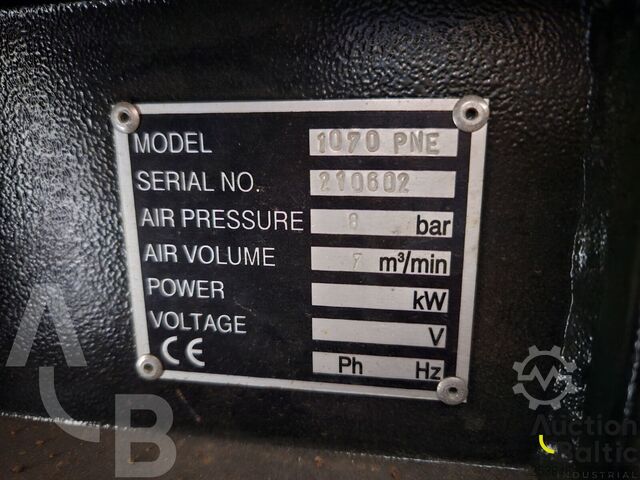 MODEL 1070 PNE
SERIAL NO. 210602
AIR PRESSURE 8 bar
AIR VOLUME 7 m³/min
POWER kW
VOLTAGE V
CE Ph Hz
AB
Auction
Baltic
INDUSTRIAL